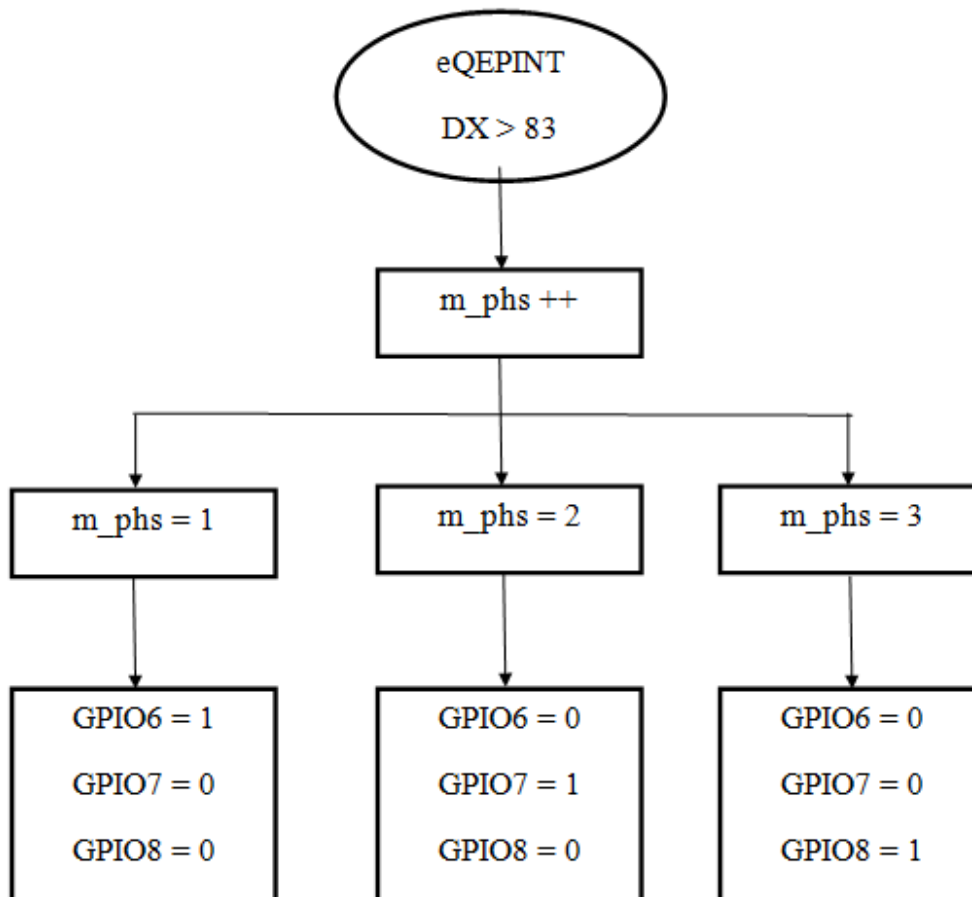 eQEPINT
DX > 83
m_phs ++
m_phs = 1
m_phs = 2
m_phs = 3
GPIO6 = 1
GPIO7 = 0
GPIO8 = 0
GPIO6 = 0
GPIO7 = 1
GPIO8 = 0
GPIO6 = 0
GPIO7 = 0
GPIO8 = 1